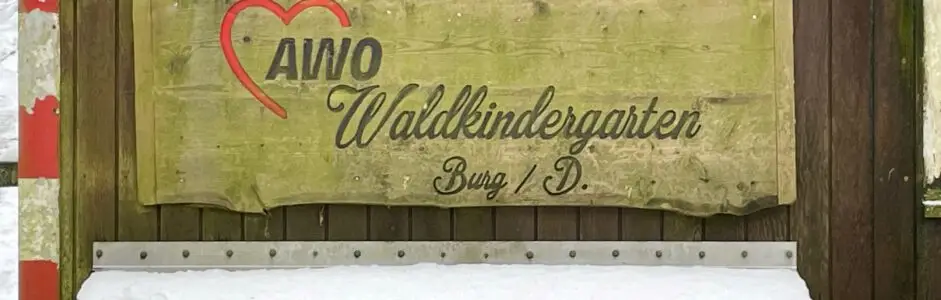 AWO
Waldkindergarten
Burg / D.